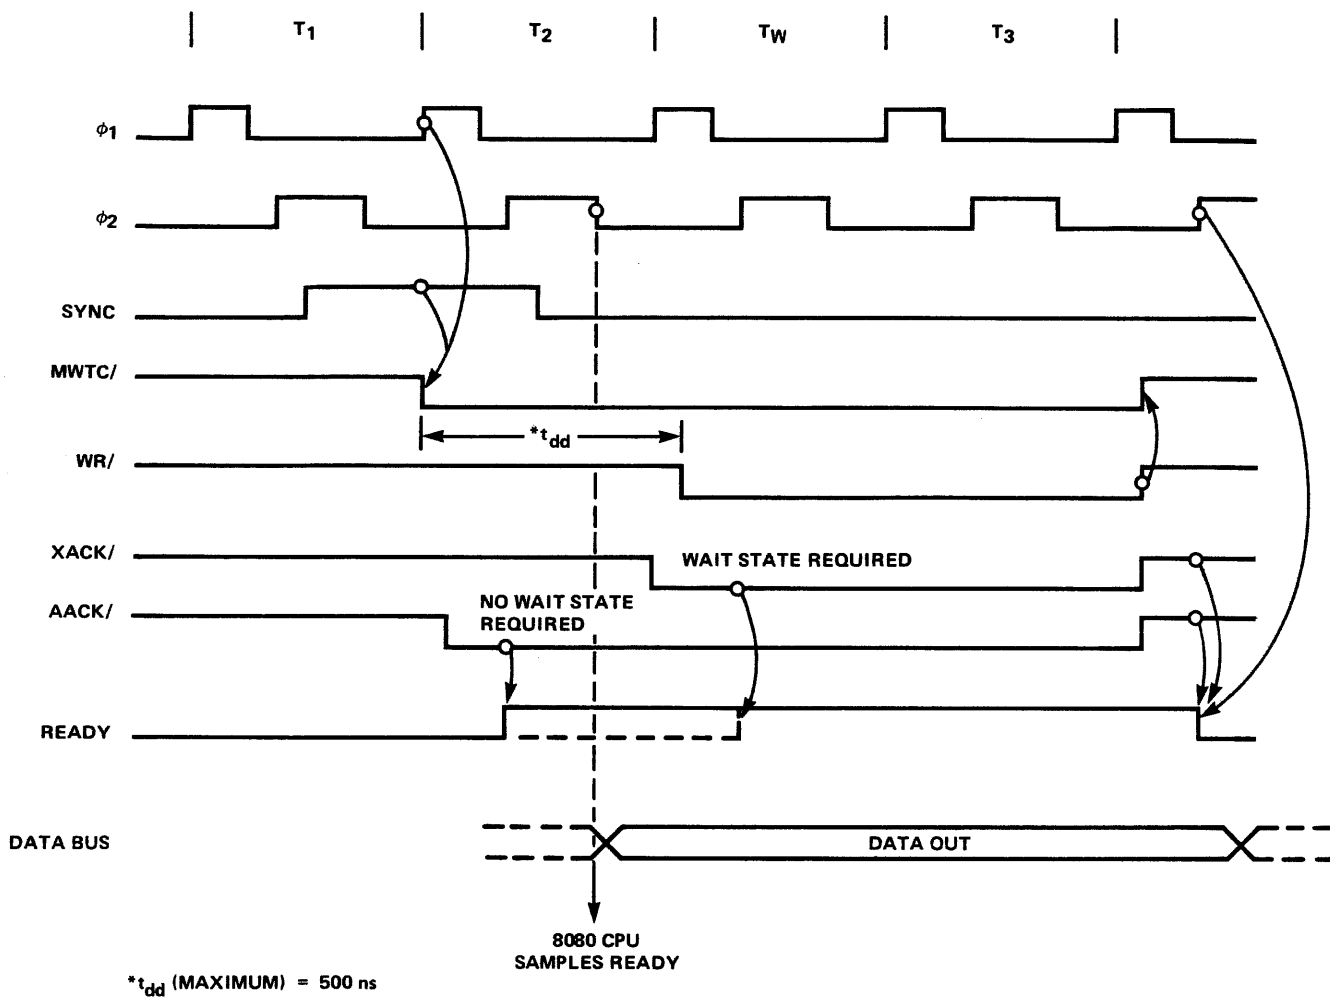 T1 T2 TW T3
ϕ1
ϕ2
SYNC
MWTC/
*tdd
WR/
XACK/
WAIT STATE REQUIRED
AACK/
NO WAIT STATE
REQUIRED
READY
DATA BUS
DATA OUT
8080 CPU
SAMPLES READY
*tdd (MAXIMUM) = 500 ns